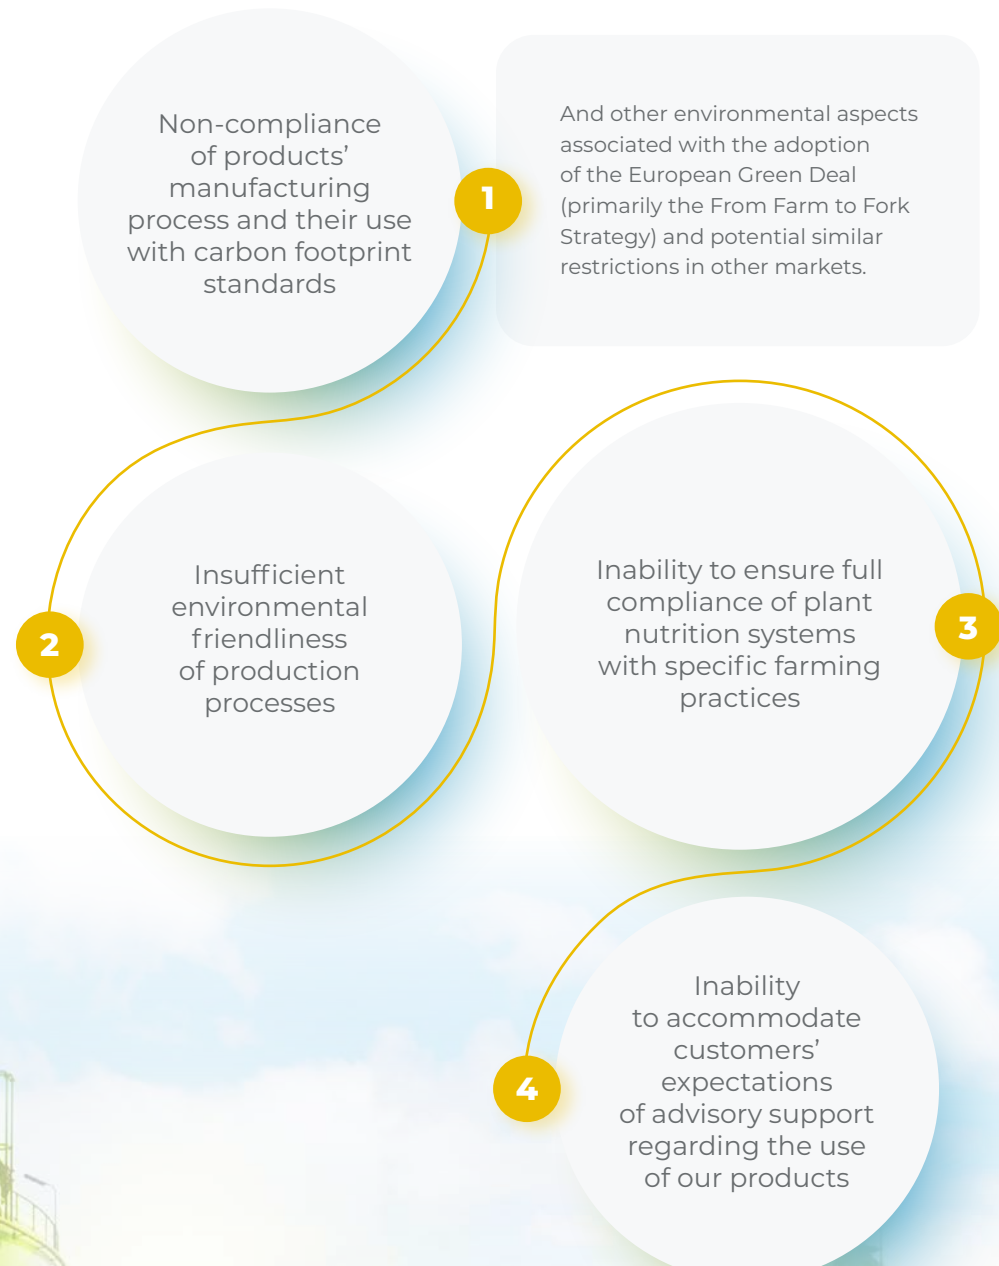 Non-compliance
of products’
manufacturing
process and their use
with carbon footprint
standards
1
And other environmental aspects
associated with the adoption
of the European Green Deal
(primarily the From Farm to Fork
Strategy) and potential similar
restrictions in other markets.
2
Insufficient
environmental
friendliness
of production
processes
Inability to ensure full
compliance of plant
nutrition systems
with specific farming
practices
3
4
Inability
to accommodate
customers’
expectations
of advisory support
regarding the use
of our products